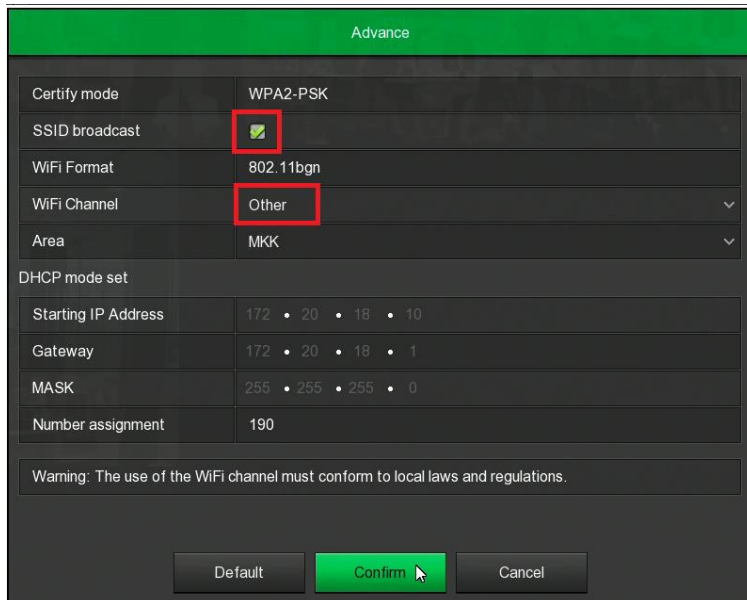 Advance
Certify mode WPA2-PSK
SSID broadcast
WiFi Format 802.11bgn
WiFi Channel Other
Area MKK
DHCP mode set
Starting IP Address 172 • 20 • 18 • 10
Gateway 172 • 20 • 18 • 1
MASK 255 • 255 • 255 • 0
Number assignment 190
Warning: The use of the WiFi channel must conform to local laws and regulations.
Default Confirm Cancel